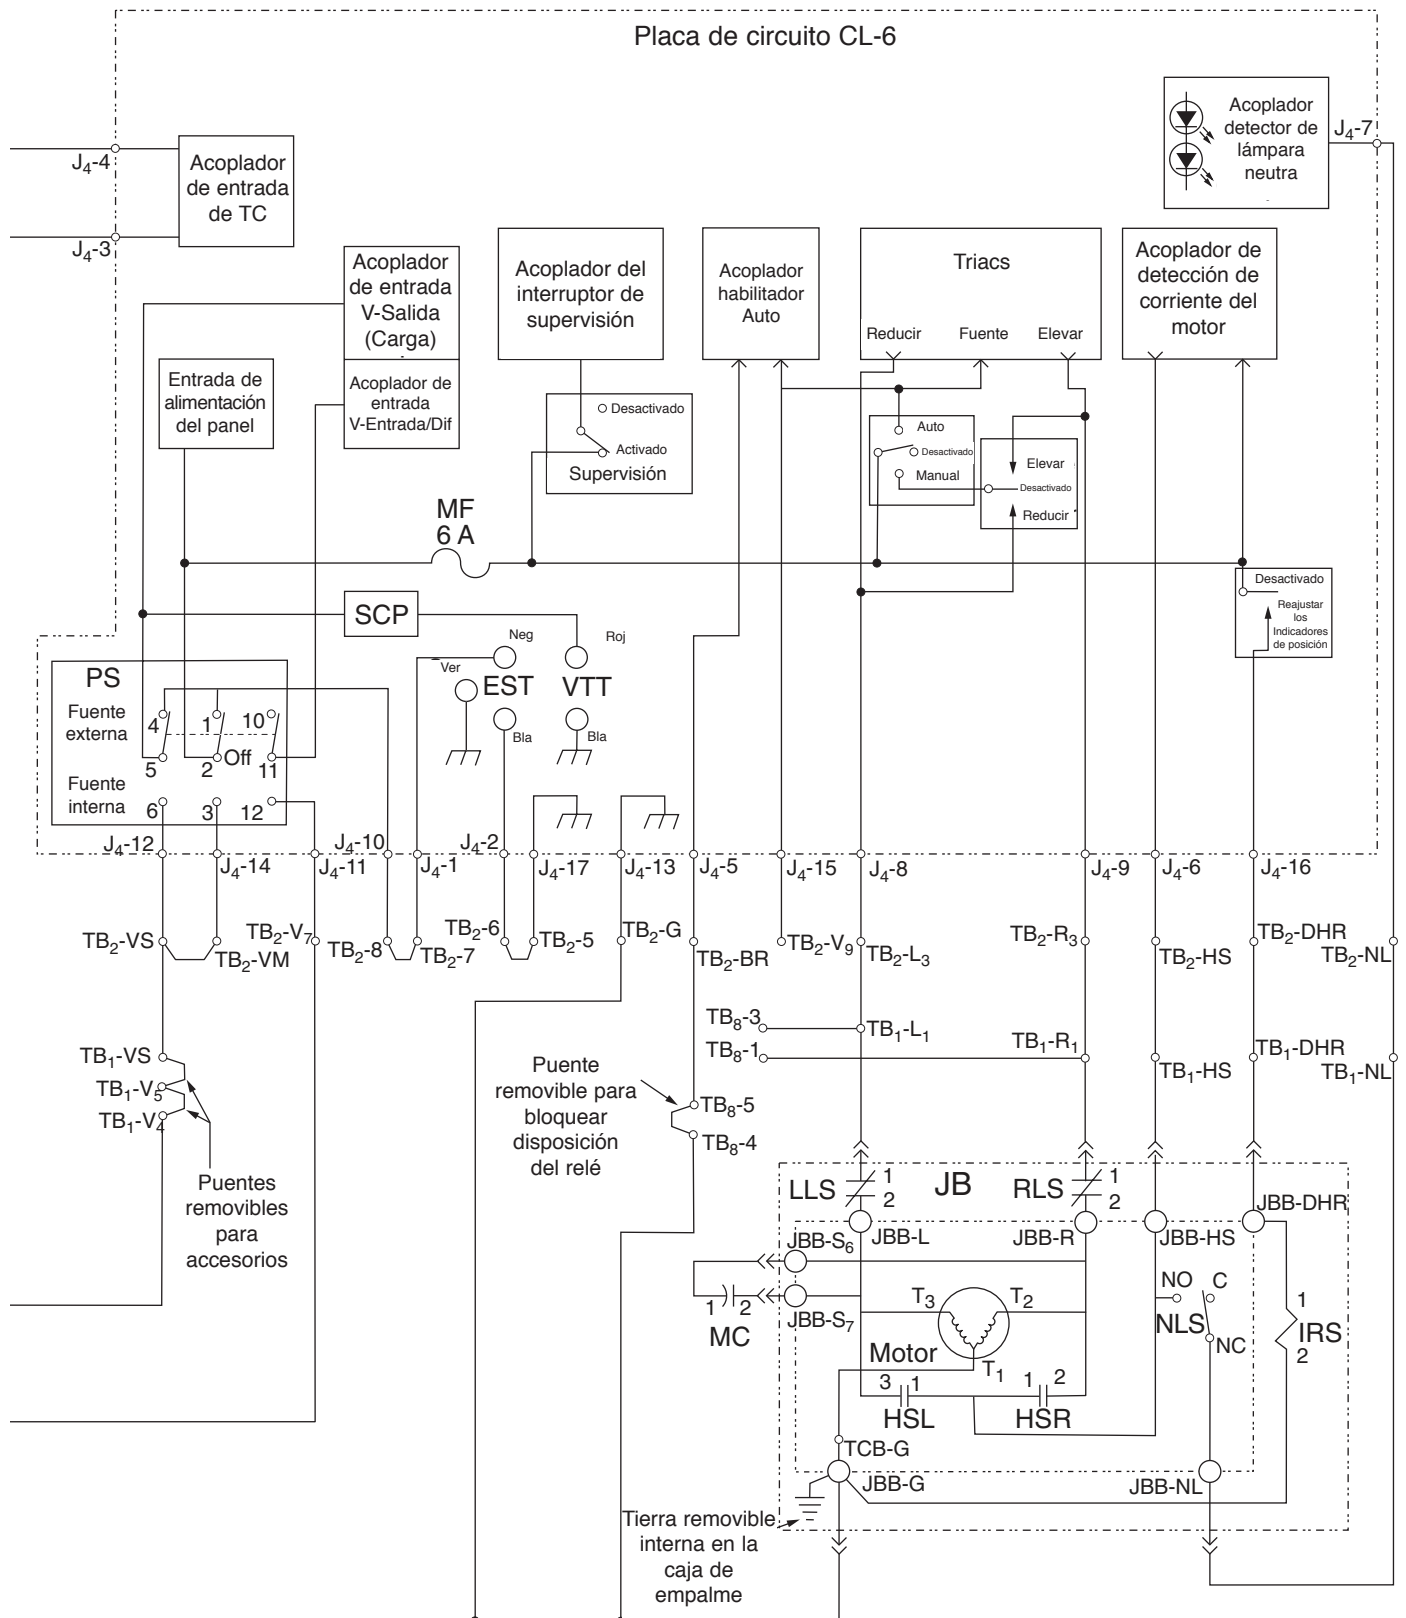 Placa de circuito CL-6
Acoplador
detector de
lámpara
neutra
J4-7
J4-4
Acoplador
de entrada
de TC
J4-3
Acoplador
de entrada
V-Salida
(Carga)
Acoplador de
entrada
V-Entrada/Dif
Entrada de
alimentación
del panel
Acoplador del
interruptor de
supervisión
Desactivado
Activado
Supervisión
Acoplador
habilitador
Auto
Triacs
Reducir
Fuente
Elevar
Acoplador de
detección de
corriente del
motor
Auto
Desactivado
Manual
Elevar
Desactivado
Reducir
MF
6 A
SCP
Desactivado
Reajustar
los
Indicadores
de posición
Neg
Roj
Ver
EST
VTT
Bla
Bla
PS
Fuente
externa
4
1
10
5
2
Off
11
Fuente
interna
6
3
12
J4-12
J4-14
J4-11
J4-10
J4-1
J4-2
J4-17
J4-13
J4-5
J4-15
J4-8
J4-9
J4-6
J4-16
TB2-VS
TB2-VM
TB2-V7
TB2-8
TB2-7
TB2-6
TB2-5
TB2-G
TB2-BR
TB2-V9
TB2-L3
TB2-R3
TB2-HS
TB2-DHR
TB2-NL
TB8-3
TB1-L1
TB8-1
TB1-R1
TB1-HS
TB1-DHR
TB1-NL
TB1-VS
TB1-V5
TB1-V4
Puentes
removibles
para
accesorios
Puente
removible para
bloquear
disposición
del relé
TB8-5
TB8-4
LLS
1
2
JB
RLS
1
2
JBB-DHR
JBB-S6
JBB-L
JBB-R
JBB-HS
1
2
MC
JBB-S7
T3
T2
Motor
T1
NO
C
NLS
NC
1
IRS
2
3
1
HSL
1
2
HSR
TCB-G
JBB-G
JBB-NL
Tierra removible
interna en la
caja de
empalme